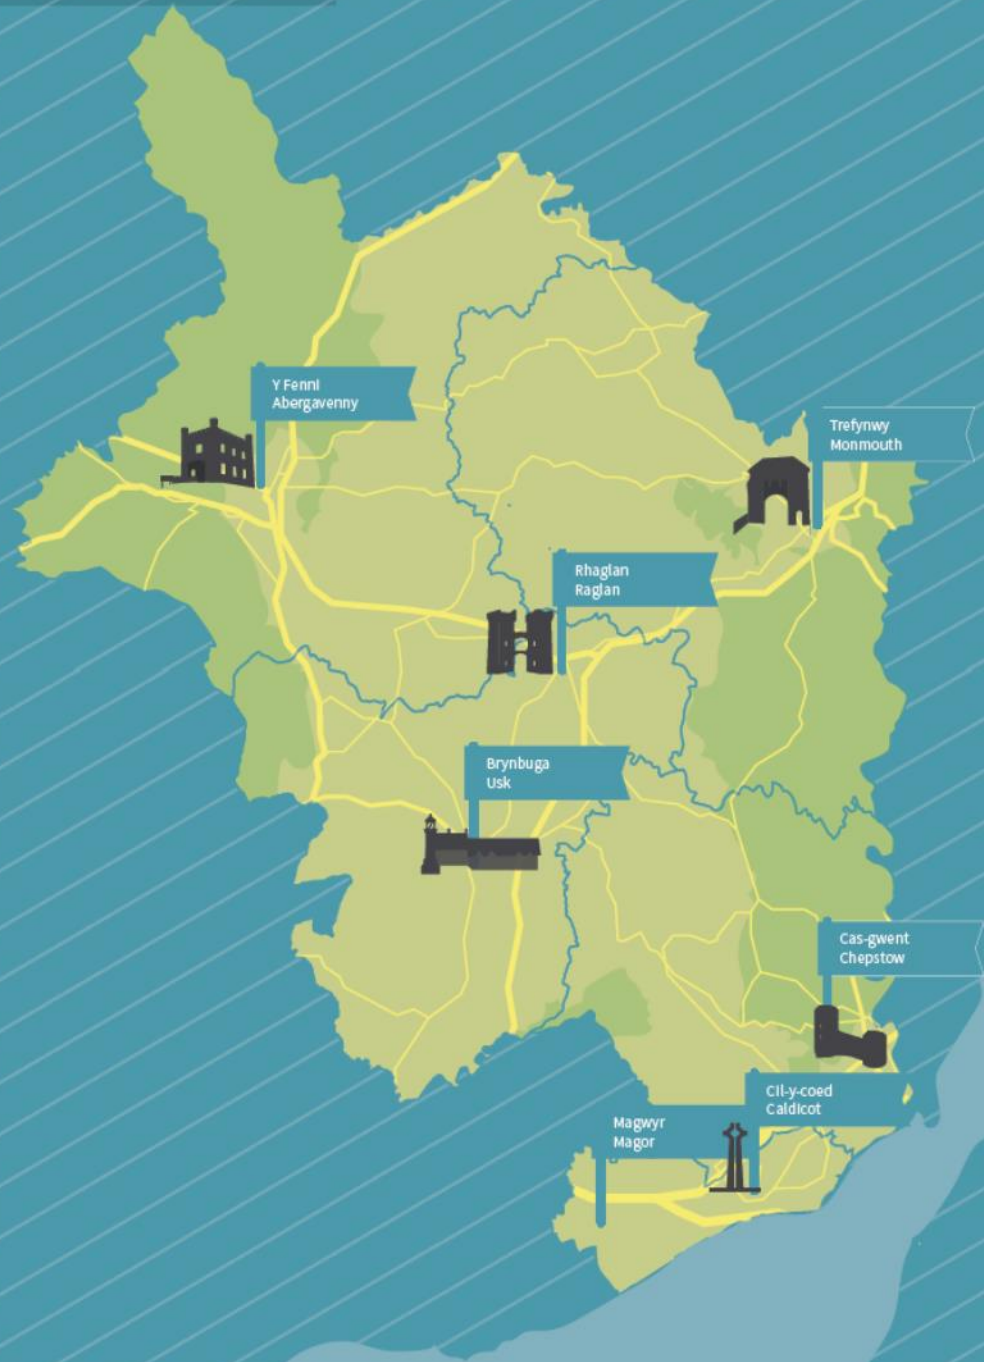 Y Fenni
Abergavenny
Trefynwy
Monmouth
Rhaglan
Raglan
Brynbuga
Usk
Cas-gwent
Chepstow
Cil-y-coed
Caldicot
Magwyr
Magor